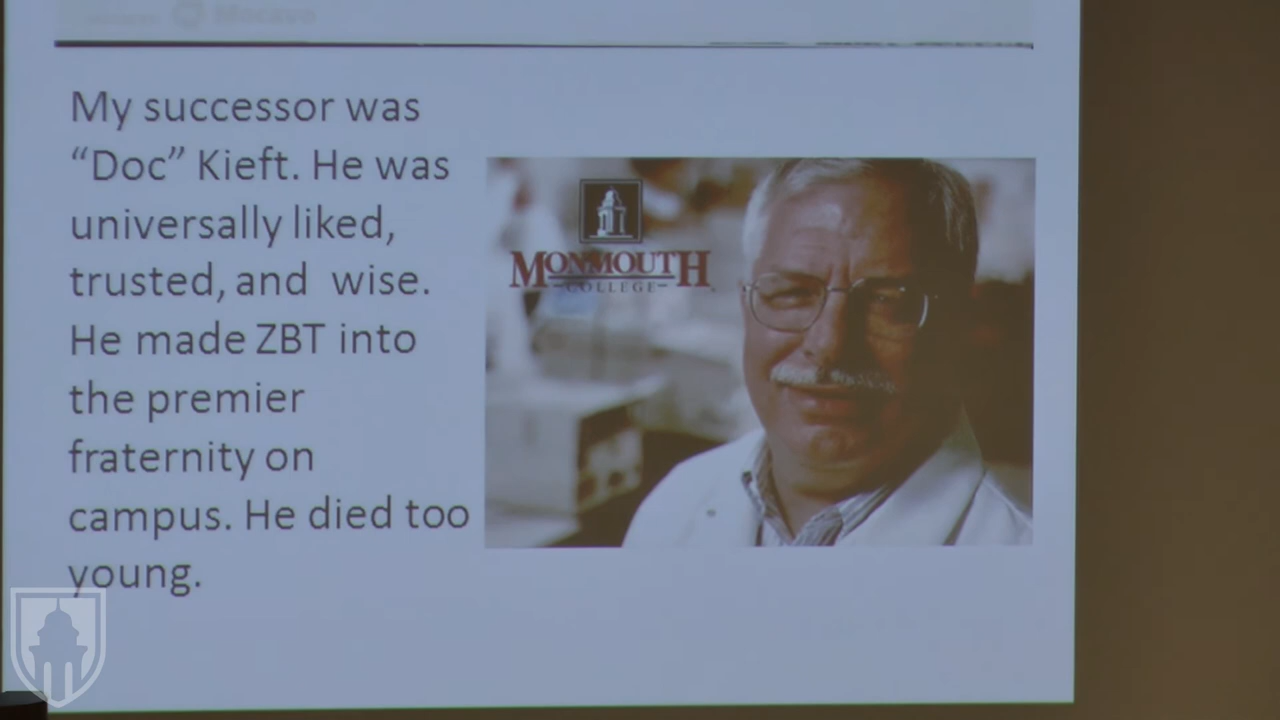 My successor was
“Doc” Kieft. He was
universally liked,
trusted, and wise.
He made ZBT into
the premier
fraternity on
campus. He died too
young.
MONMOUTH
COLLEGE